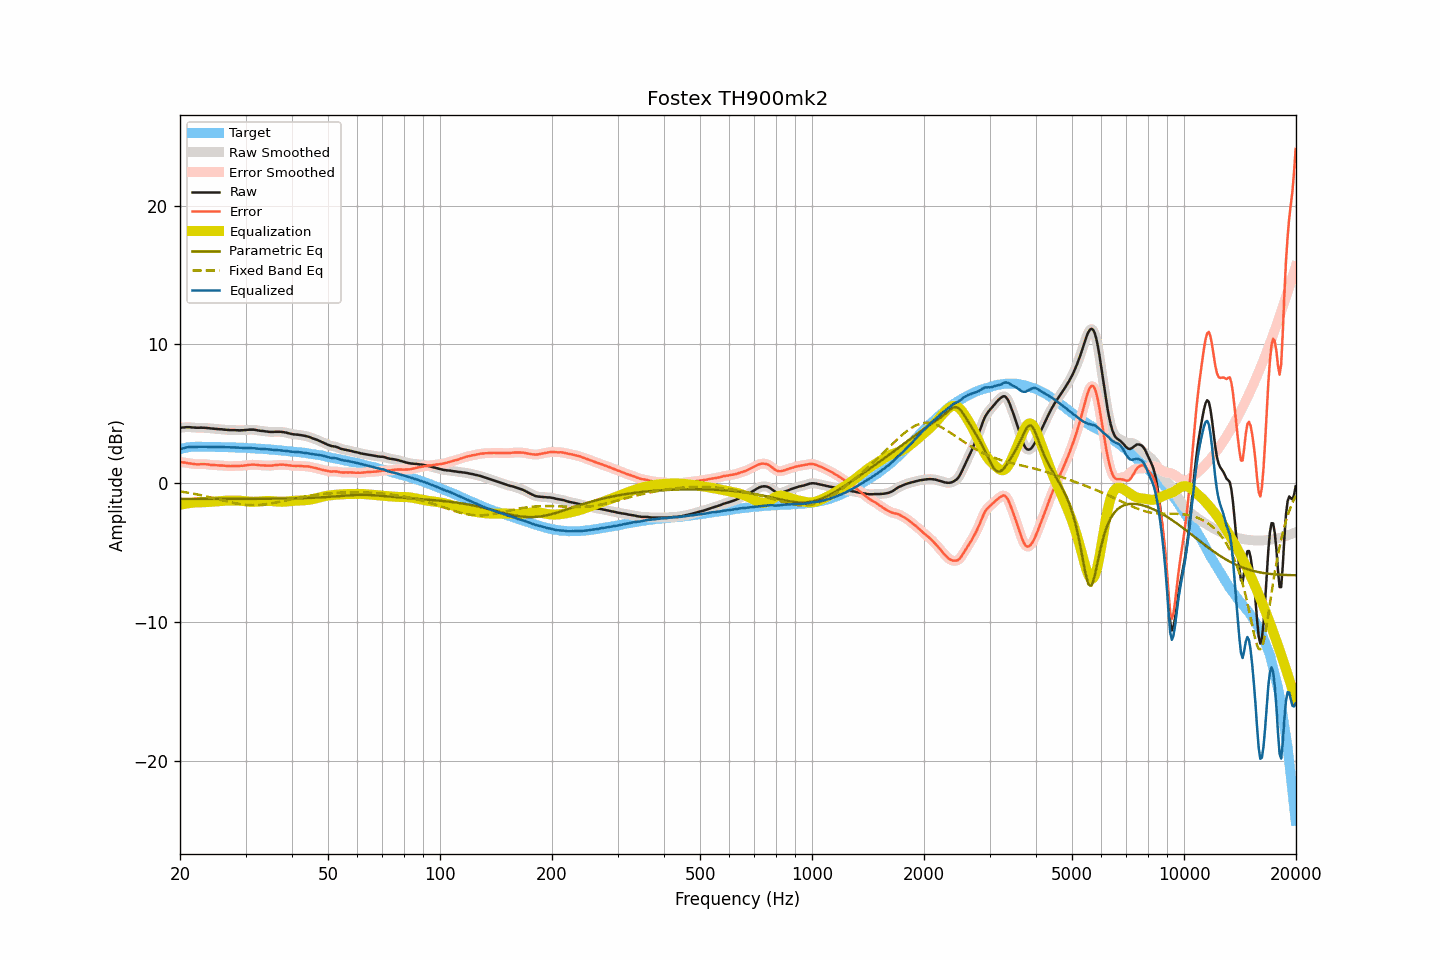 Fostex TH900mk2
Target
Raw Smoothed
Error Smoothed
Raw
Error
Equalization
Parametric Eq
Fixed Band Eq
Equalized
Amplitude (dBr)
20
10
0
−10
−20
20 50 100 200 500 1000 2000 5000 10000 20000
Frequency (Hz)